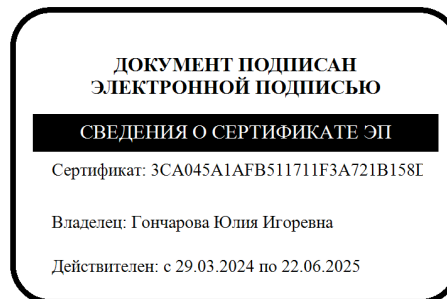 ДОКУМЕНТ ПОДПИСАН
ЭЛЕКТРОННОЙ ПОДПИСЬЮ
СВЕДЕНИЯ О СЕРТИФИКАТЕ ЭП
Сертификат: 3CA045A1AFB511711F3A721B158D
Владелец: Гончарова Юлия Игоревна
Действителен: с 29.03.2024 по 22.06.2025